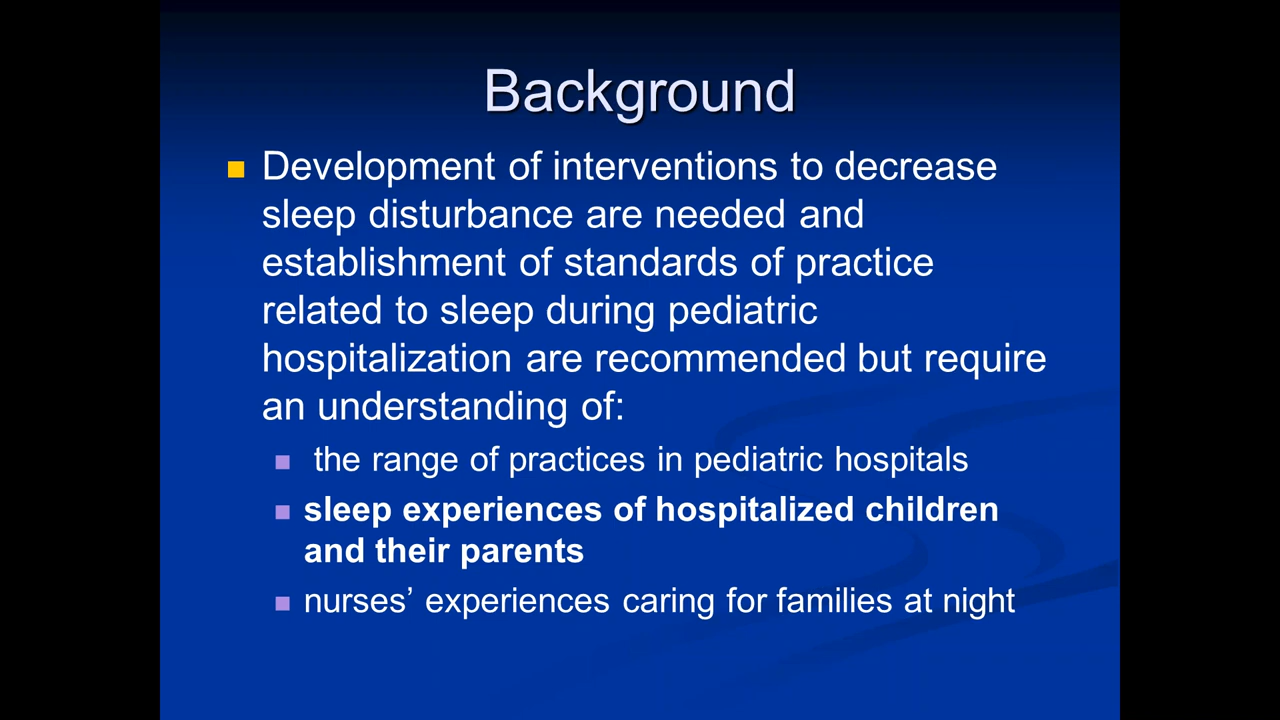 Background
Development of interventions to decrease
sleep disturbance are needed and
establishment of standards of practice
related to sleep during pediatric
hospitalization are recommended but require
an understanding of:
the range of practices in pediatric hospitals
sleep experiences of hospitalized children
and their parents
nurses’ experiences caring for families at night